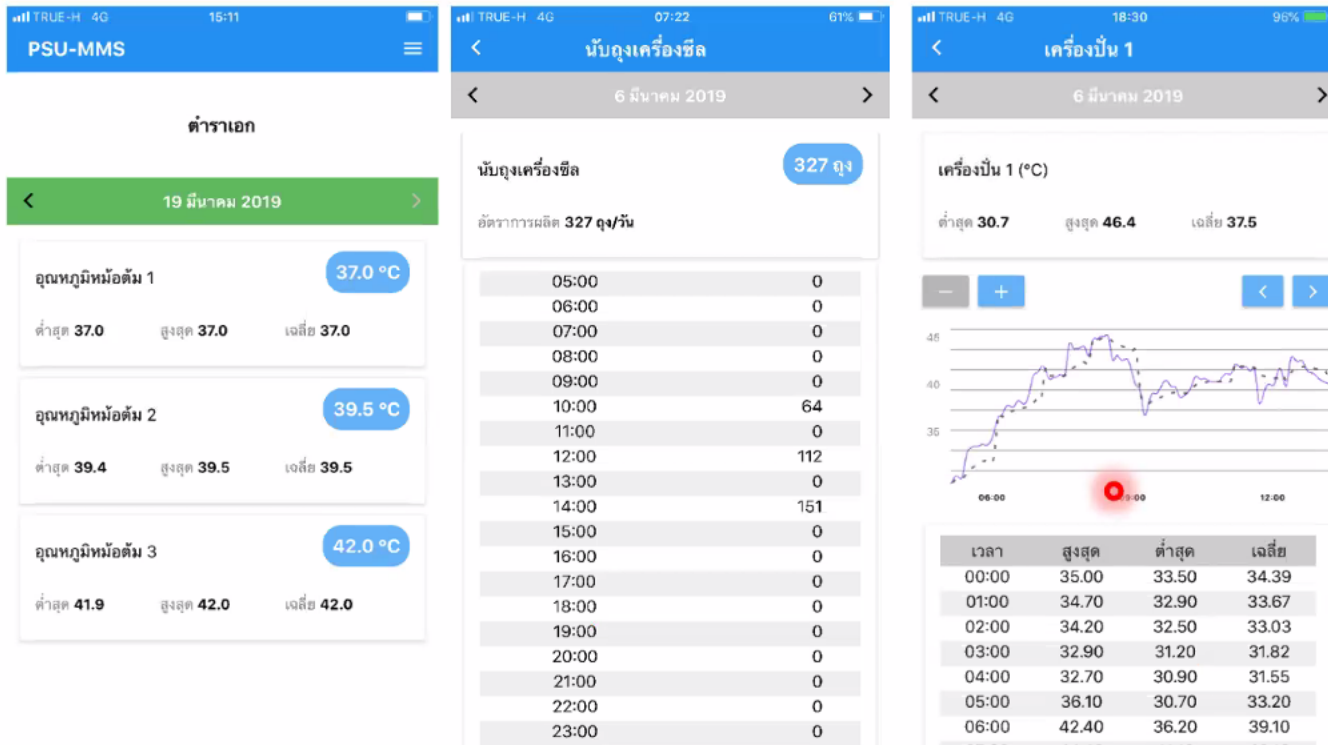 TRUE-H 4G 15:11
PSU-MMS
ตำราเอก
19 มีนาคม 2019
อุณหภูมิหม้อต้ม 1 37.0 °C
ต่ำสุด 37.0 สูงสุด 37.0 เฉลี่ย 37.0
อุณหภูมิหม้อต้ม 2 39.5 °C
ต่ำสุด 39.4 สูงสุด 39.5 เฉลี่ย 39.5
อุณหภูมิหม้อต้ม 3 42.0 °C
ต่ำสุด 41.9 สูงสุด 42.0 เฉลี่ย 42.0
TRUE-H 4G 07:22 61%
นับถุงเครื่องซีล
6 มีนาคม 2019
นับถุงเครื่องซีล 327 ถุง
อัตราการผลิต 327 ถุง/วัน
05:00 0
06:00 0
07:00 0
08:00 0
09:00 0
10:00 64
11:00 0
12:00 112
13:00 0
14:00 151
15:00 0
16:00 0
17:00 0
18:00 0
19:00 0
20:00 0
21:00 0
22:00 0
23:00 0
TRUE-H 4G 18:30 96%
เครื่องปั่น 1
6 มีนาคม 2019
เครื่องปั่น 1 (°C)
ต่ำสุด 30.7 สูงสุด 46.4 เฉลี่ย 37.5
− +
45
40
35
06:00 09:00 12:00
เวลา สูงสุด ต่ำสุด เฉลี่ย
00:00 35.00 33.50 34.39
01:00 34.70 32.90 33.67
02:00 34.20 32.50 33.03
03:00 32.90 31.20 31.82
04:00 32.70 30.90 31.55
05:00 36.10 30.70 33.20
06:00 42.40 36.20 39.10